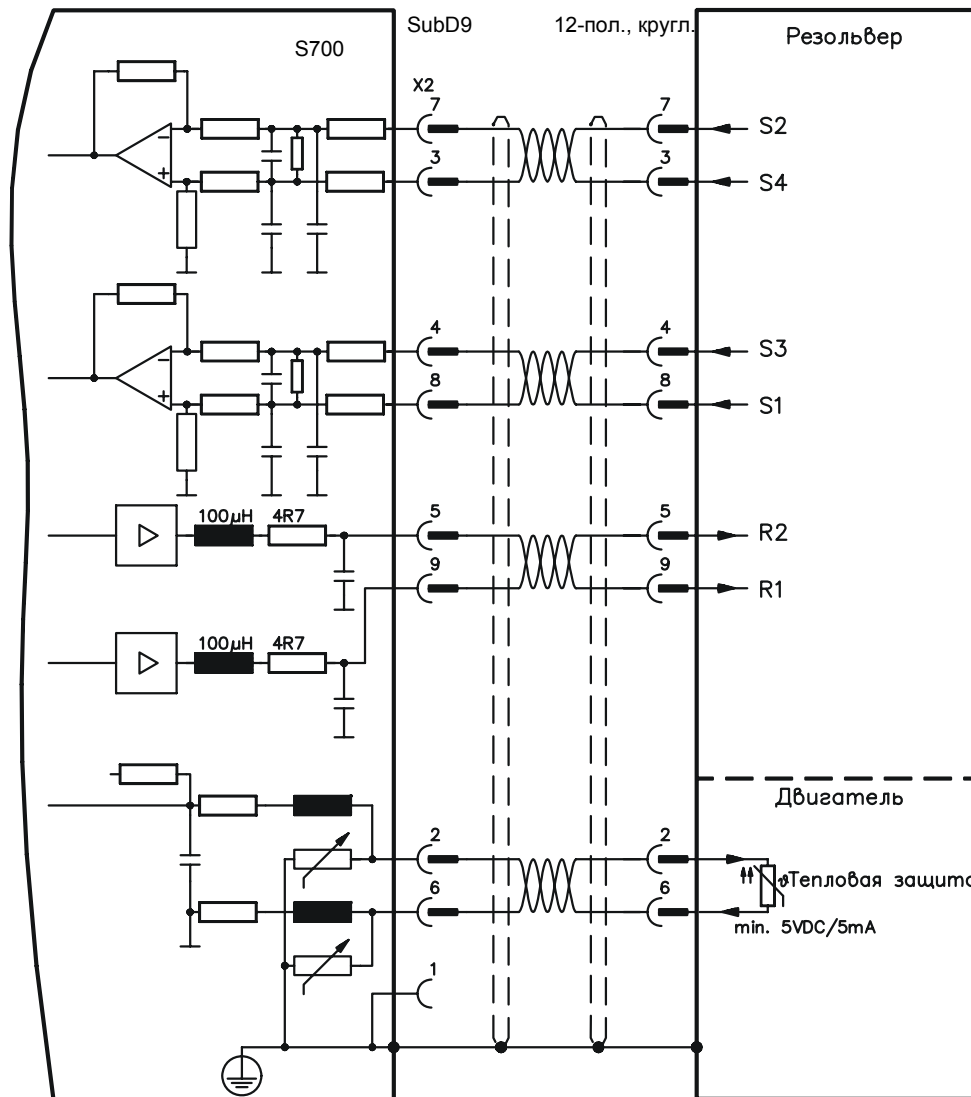 SubD9
12-пол., кругл.
S700
Резольвер
X2
7
7
S2
3
3
S4
4
4
S3
8
8
S1
100µH
4R7
5
5
R2
9
9
R1
100µH
4R7
Двигатель
2
2
ϑ
Тепловая защита
6
6
min. 5VDC/5mA
1